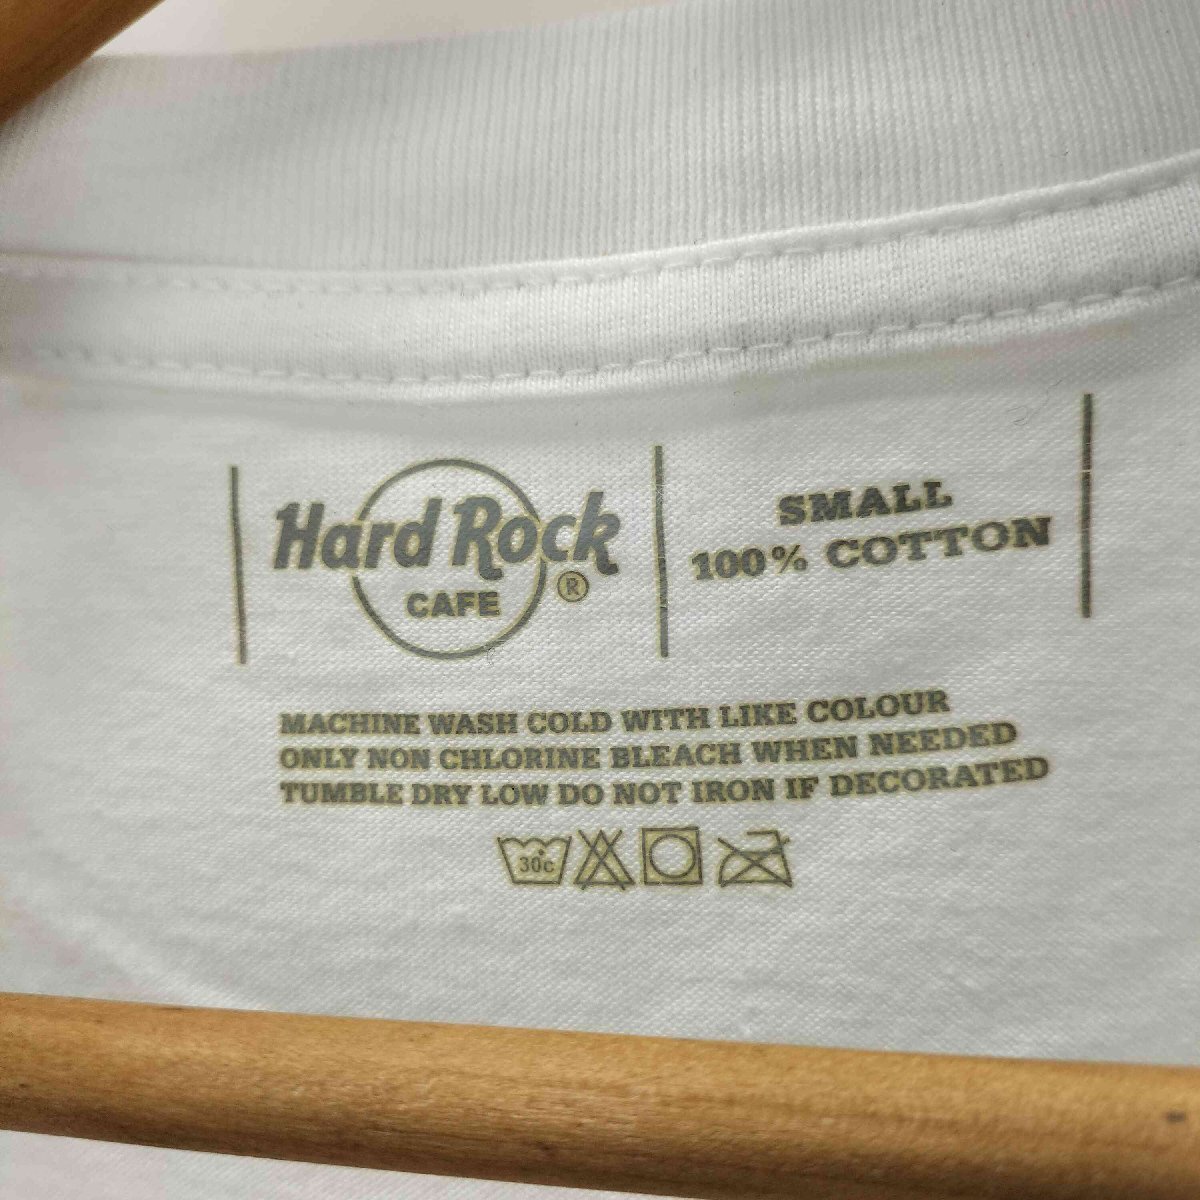 Hard Rock
CAFE
®
SMALL
100% COTTON
MACHINE WASH COLD WITH LIKE COLOUR
ONLY NON CHLORINE BLEACH WHEN NEEDED
TUMBLE DRY LOW DO NOT IRON IF DECORATED
30c